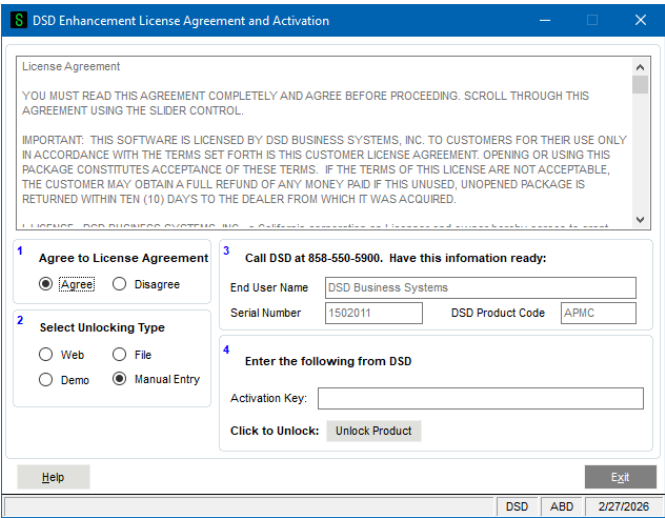 DSD Enhancement License Agreement and Activation
License Agreement
YOU MUST READ THIS AGREEMENT COMPLETELY AND AGREE BEFORE PROCEEDING. SCROLL THROUGH THIS
AGREEMENT USING THE SLIDER CONTROL.
IMPORTANT: THIS SOFTWARE IS LICENSED BY DSD BUSINESS SYSTEMS, INC. TO CUSTOMERS FOR THEIR USE ONLY
IN ACCORDANCE WITH THE TERMS SET FORTH IS THIS CUSTOMER LICENSE AGREEMENT. OPENING OR USING THIS
PACKAGE CONSTITUTES ACCEPTANCE OF THESE TERMS. IF THE TERMS OF THIS LICENSE ARE NOT ACCEPTABLE,
THE CUSTOMER MAY OBTAIN A FULL REFUND OF ANY MONEY PAID IF THIS UNUSED, UNOPENED PACKAGE IS
RETURNED WITHIN TEN (10) DAYS TO THE DEALER FROM WHICH IT WAS ACQUIRED.
1 Agree to License Agreement
Agree Disagree
2 Select Unlocking Type
Web File
Demo Manual Entry
3 Call DSD at 858-550-5900. Have this infomation ready:
End User Name DSD Business Systems
Serial Number 1502011 DSD Product Code APMC
4 Enter the following from DSD
Activation Key:
Click to Unlock: Unlock Product
Help Exit
DSD ABD 2/27/2026